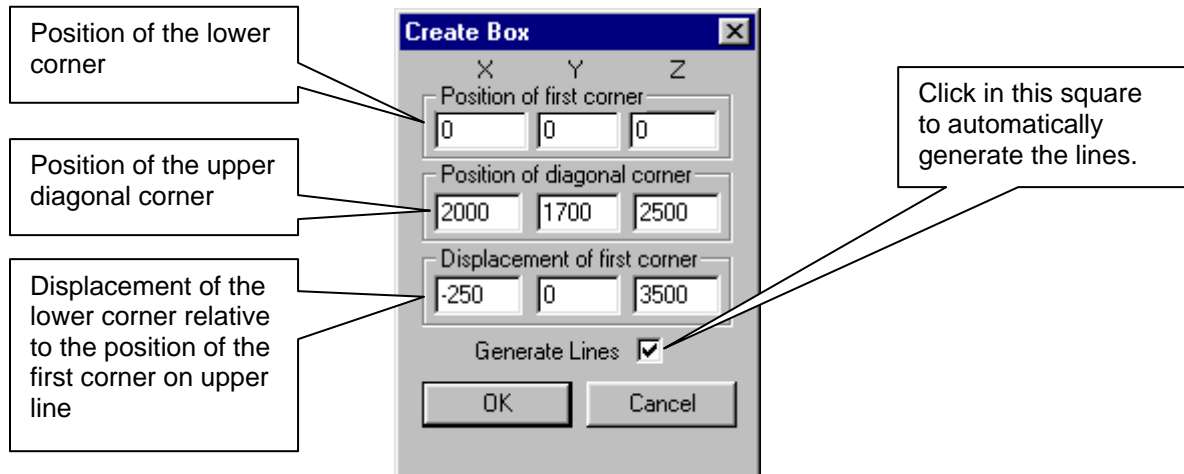 Position of the lower
corner
Position of the upper
diagonal corner
Displacement of the
lower corner relative
to the position of the
first corner on upper
line
Create Box
X Y Z
Position of first corner
0 0 0
Position of diagonal corner
2000 1700 2500
Displacement of first corner
-250 0 3500
Generate Lines
OK Cancel
Click in this square
to automatically
generate the lines.